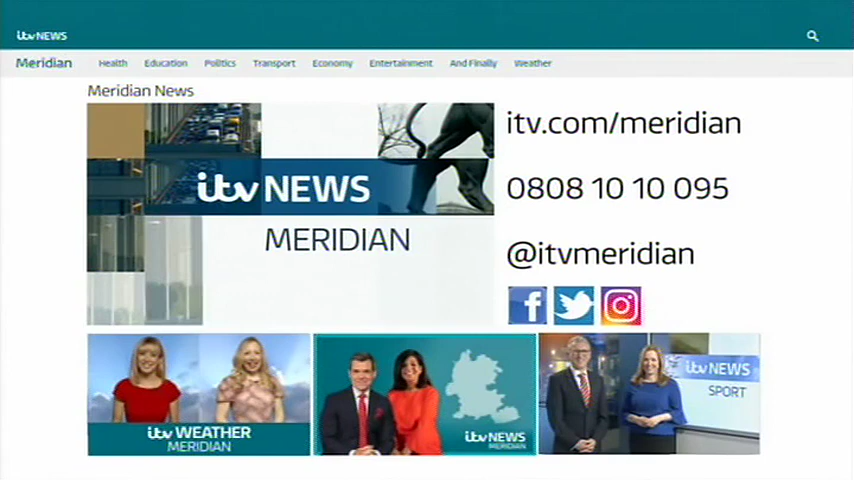 itv NEWS
Meridian Health Education Politics Transport Economy Entertainment And Finally Weather
Meridian News
itv NEWS
MERIDIAN
itv.com/meridian
0808 10 10 095
@itvmeridian
itv WEATHER
MERIDIAN
itv NEWS
MERIDIAN
itv NEWS
SPORT